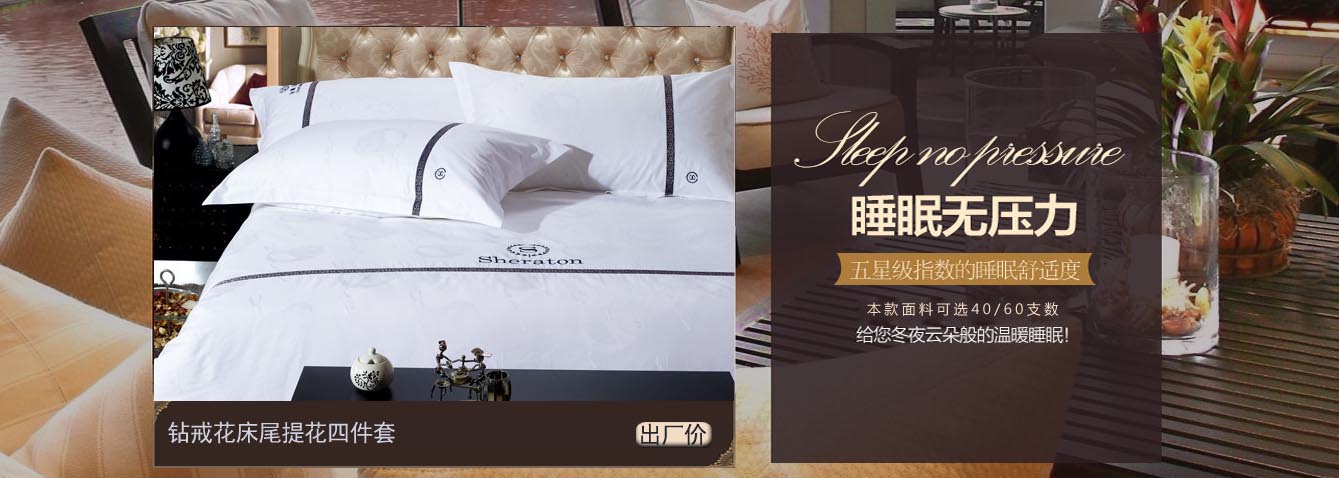 Sheraton
钻戒花床尾提花四件套
出厂价
Sleep no pressure
睡眠无压力
五星级指数的睡眠舒适度
本款面料可选40/60支数
给您冬夜云朵般的温暖睡眠!